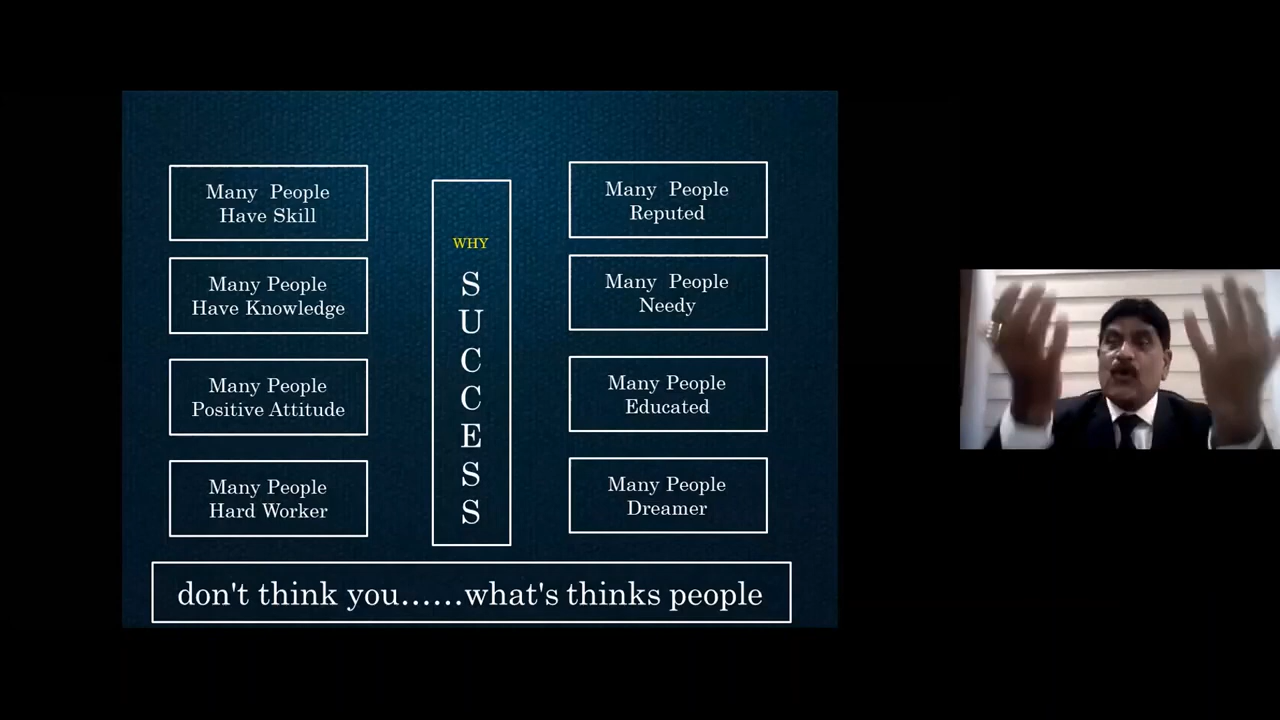 Many People
Have Skill
Many People
Have Knowledge
Many People
Positive Attitude
Many People
Hard Worker
WHY
S
U
C
C
E
S
S
Many People
Reputed
Many People
Needy
Many People
Educated
Many People
Dreamer
don't think you......what's thinks people